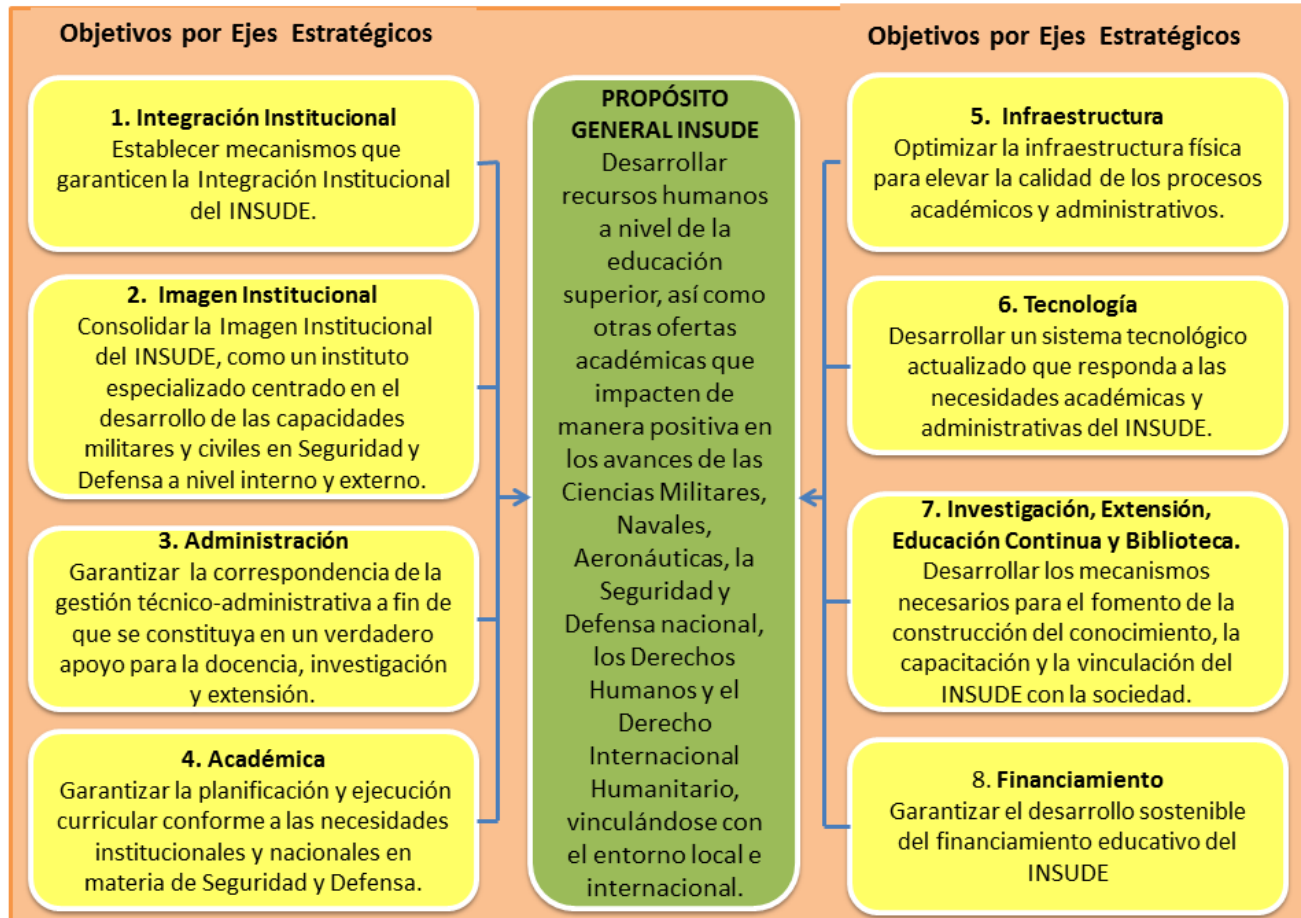 Objetivos por Ejes Estratégicos
1. Integración Institucional
Establecer mecanismos que
garanticen la Integración Institucional
del INSUDE.
2. Imagen Institucional
Consolidar la Imagen Institucional
del INSUDE, como un instituto
especializado centrado en el
desarrollo de las capacidades
militares y civiles en Seguridad y
Defensa a nivel interno y externo.
3. Administración
Garantizar la correspondencia de la
gestión técnico-administrativa a fin de
que se constituya en un verdadero
apoyo para la docencia, investigación
y extensión.
4. Académica
Garantizar la planificación y ejecución
curricular conforme a las necesidades
institucionales y nacionales en
materia de Seguridad y Defensa.
PROPÓSITO
GENERAL INSUDE
Desarrollar
recursos humanos
a nivel de la
educación
superior, así como
otras ofertas
académicas que
impacten de
manera positiva en
los avances de las
Ciencias Militares,
Navales,
Aeronáuticas, la
Seguridad y
Defensa nacional,
los Derechos
Humanos y el
Derecho
Internacional
Humanitario,
vinculándose con
el entorno local e
internacional.
Objetivos por Ejes Estratégicos
5. Infraestructura
Optimizar la infraestructura física
para elevar la calidad de los procesos
académicos y administrativos.
6. Tecnología
Desarrollar un sistema tecnológico
actualizado que responda a las
necesidades académicas y
administrativas del INSUDE.
7. Investigación, Extensión,
Educación Continua y Biblioteca.
Desarrollar los mecanismos
necesarios para el fomento de la
construcción del conocimiento, la
capacitación y la vinculación del
INSUDE con la sociedad.
8. Financiamiento
Garantizar el desarrollo sostenible
del financiamiento educativo del
INSUDE